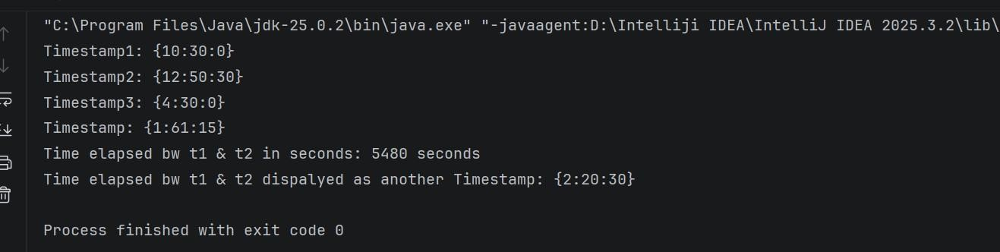 "C:\Program Files\Java\jdk-25.0.2\bin\java.exe" "-javaagent:D:\Intelliji IDEA\IntelliJ IDEA 2025.3.2\lib\
Timestamp1: {10:30:0}
Timestamp2: {12:50:30}
Timestamp3: {4:30:0}
Timestamp: {1:61:15}
Time elapsed bw t1 & t2 in seconds: 5480 seconds
Time elapsed bw t1 & t2 dispalyed as another Timestamp: {2:20:30}
Process finished with exit code 0